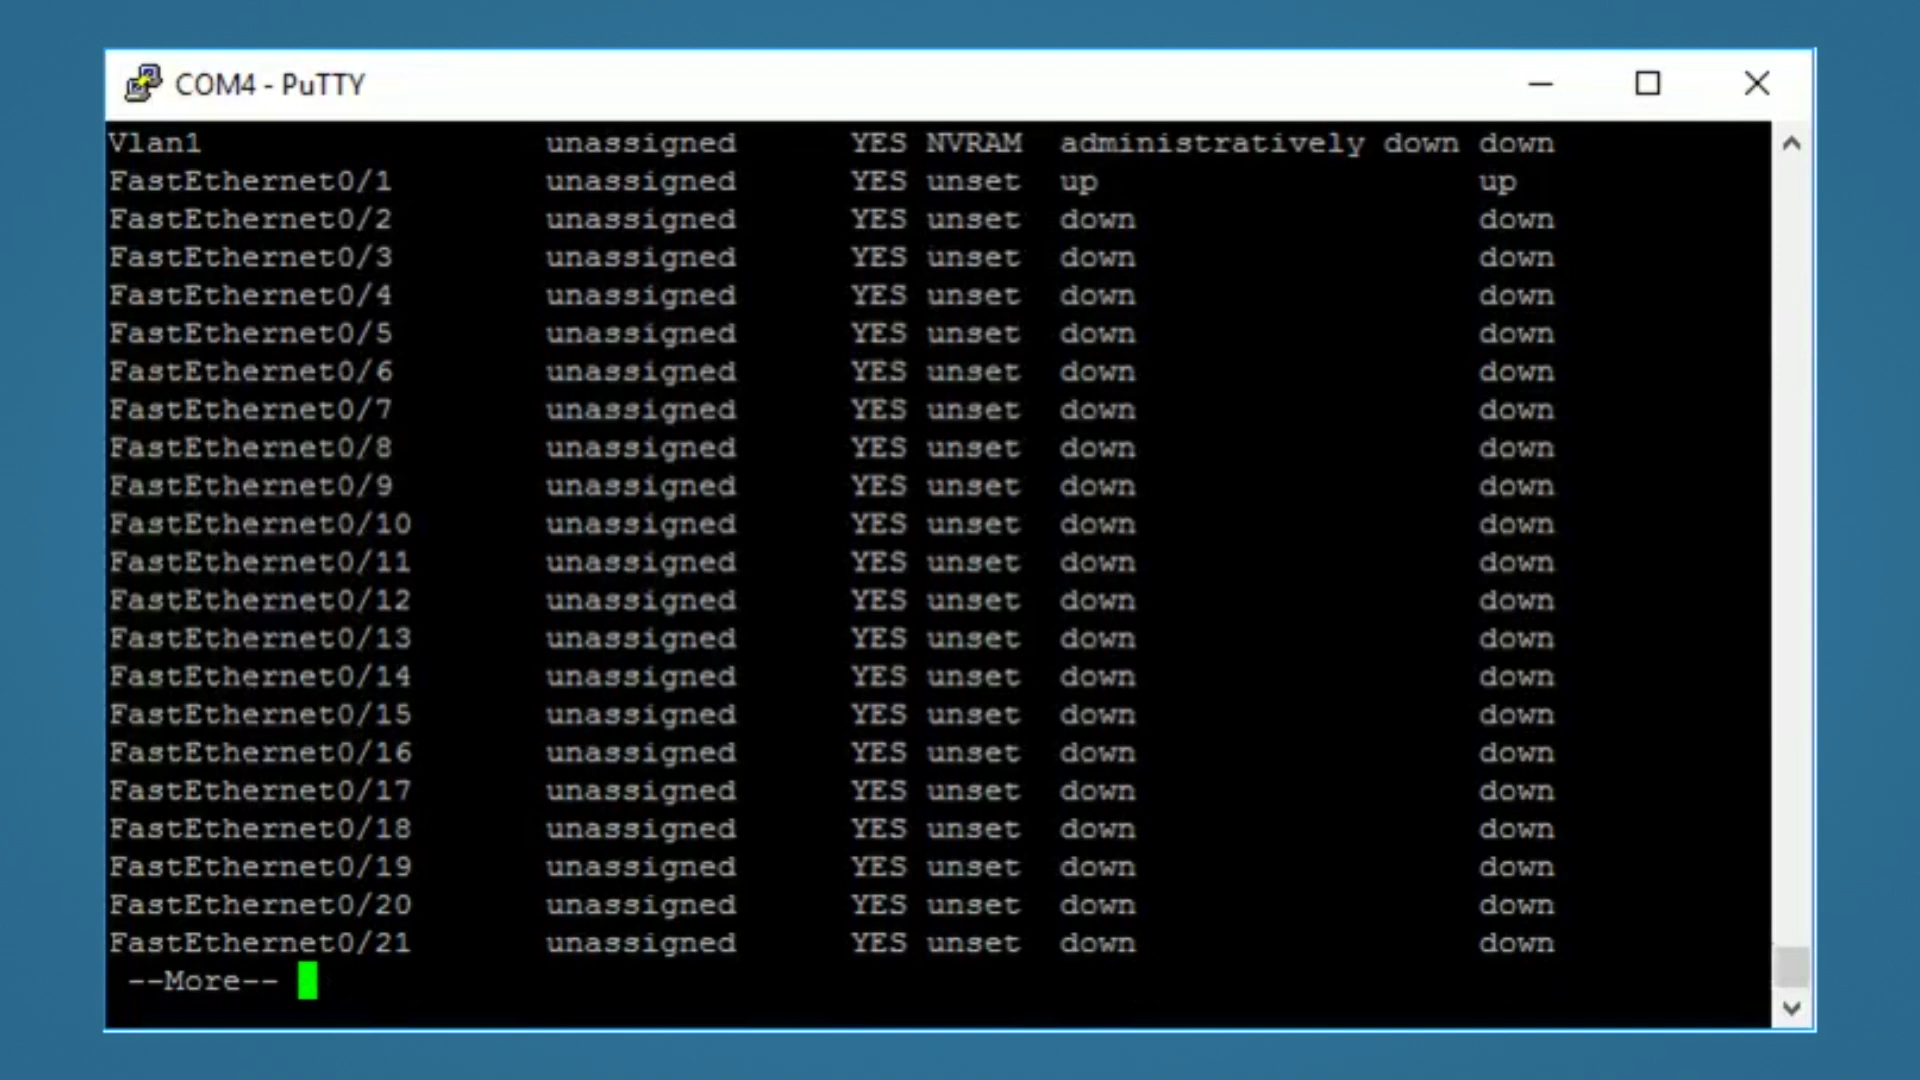 COM4 - PuTTY
Vlan1 unassigned YES NVRAM administratively down down
FastEthernet0/1 unassigned YES unset up up
FastEthernet0/2 unassigned YES unset down down
FastEthernet0/3 unassigned YES unset down down
FastEthernet0/4 unassigned YES unset down down
FastEthernet0/5 unassigned YES unset down down
FastEthernet0/6 unassigned YES unset down down
FastEthernet0/7 unassigned YES unset down down
FastEthernet0/8 unassigned YES unset down down
FastEthernet0/9 unassigned YES unset down down
FastEthernet0/10 unassigned YES unset down down
FastEthernet0/11 unassigned YES unset down down
FastEthernet0/12 unassigned YES unset down down
FastEthernet0/13 unassigned YES unset down down
FastEthernet0/14 unassigned YES unset down down
FastEthernet0/15 unassigned YES unset down down
FastEthernet0/16 unassigned YES unset down down
FastEthernet0/17 unassigned YES unset down down
FastEthernet0/18 unassigned YES unset down down
FastEthernet0/19 unassigned YES unset down down
FastEthernet0/20 unassigned YES unset down down
FastEthernet0/21 unassigned YES unset down down
--More--